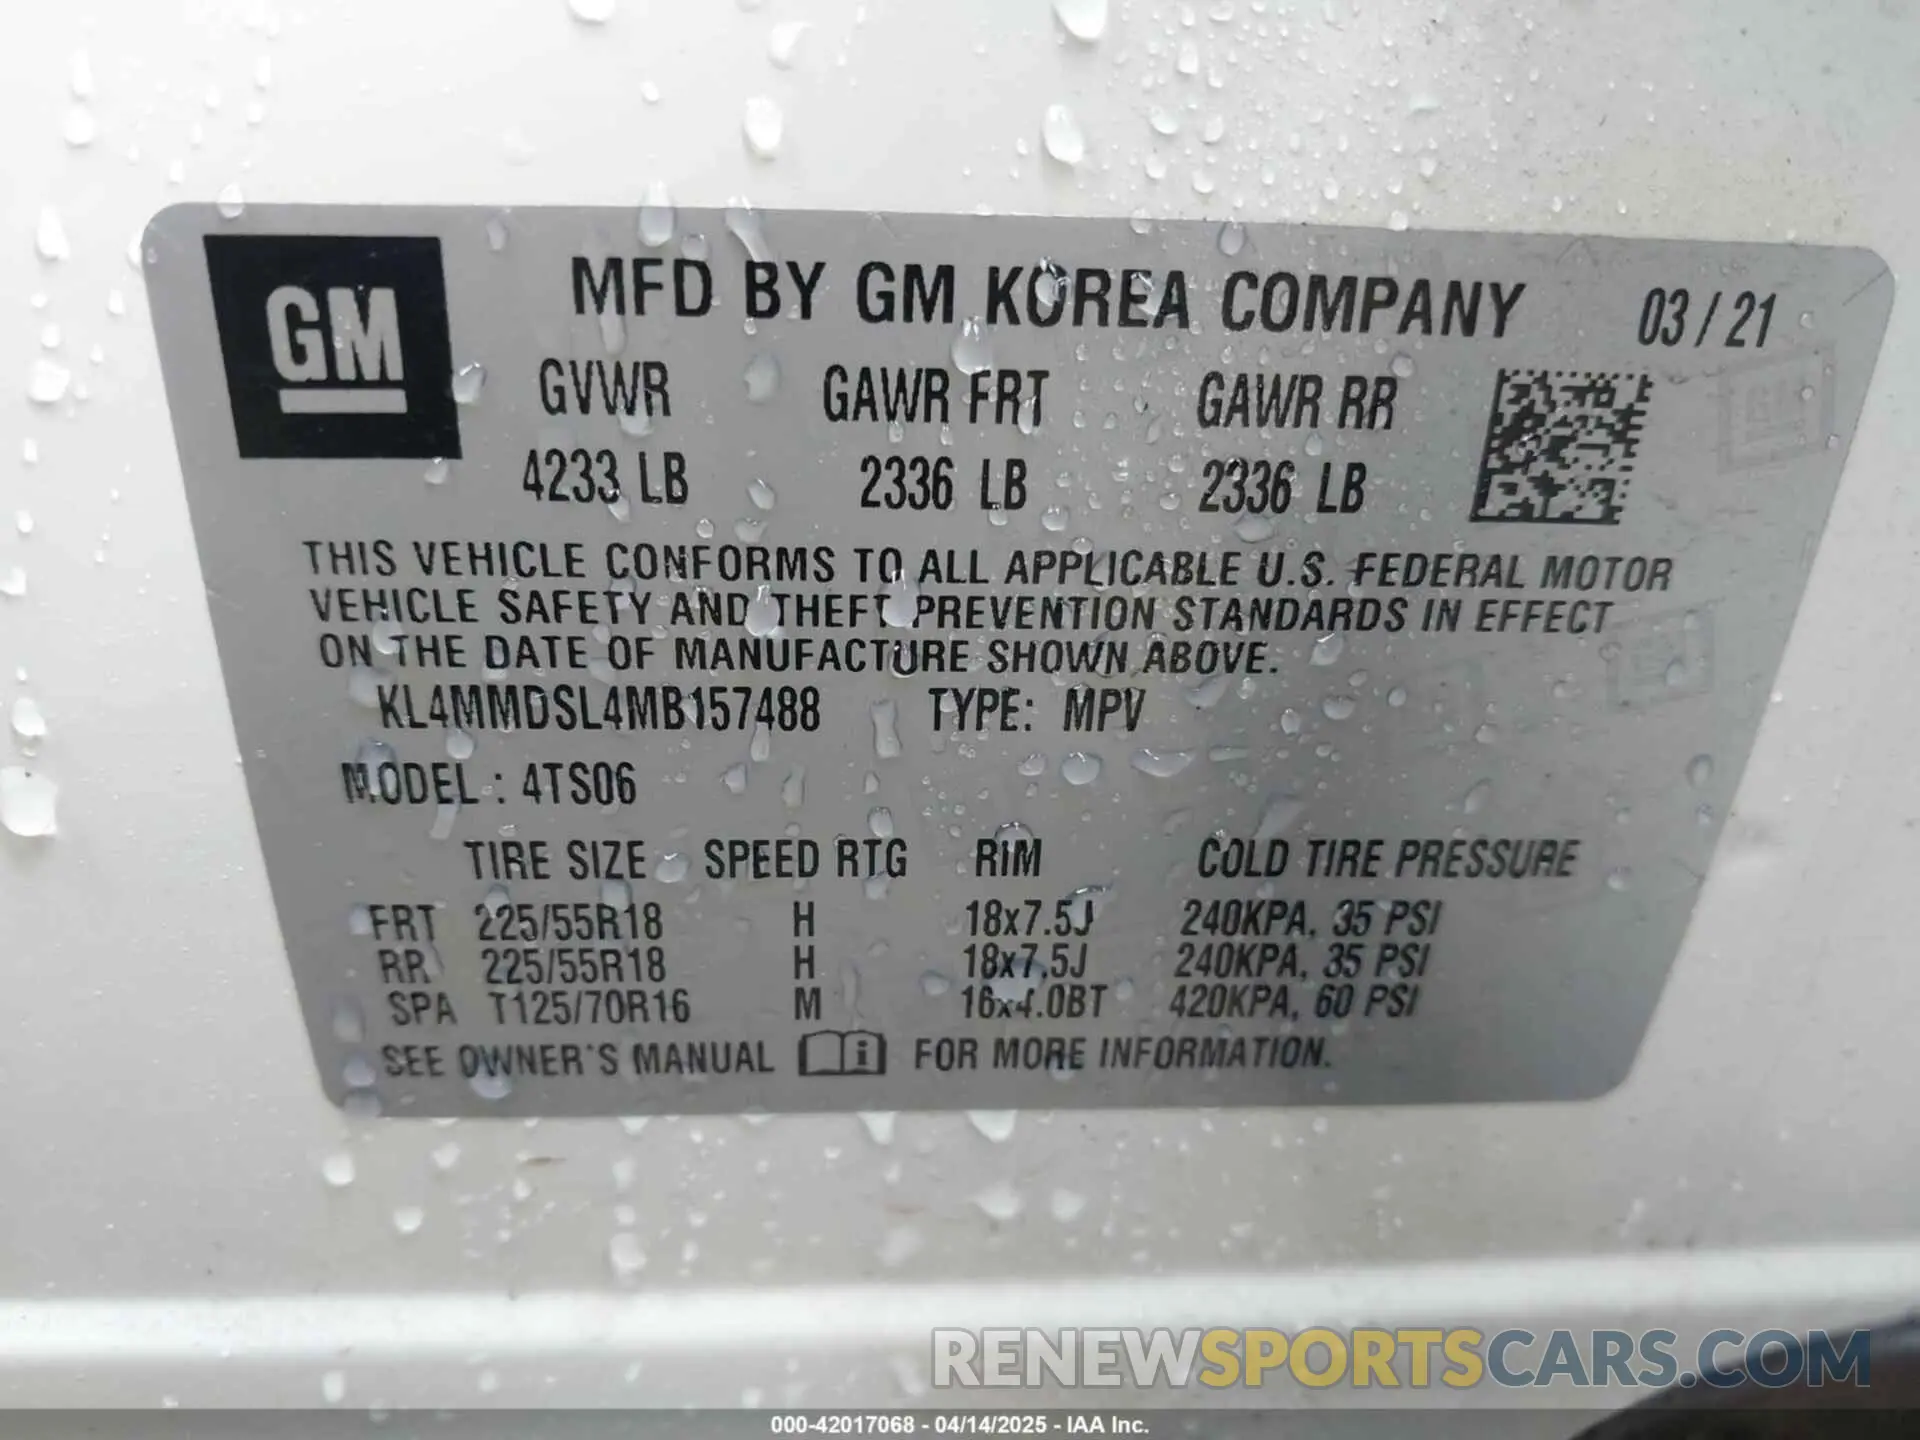 GM
MFD BY GM KOREA COMPANY 03 / 21
GVWR GAWR FRT GAWR RR
4233 LB 2336 LB 2336 LB
THIS VEHICLE CONFORMS TO ALL APPLICABLE U.S. FEDERAL MOTOR
VEHICLE SAFETY AND THEFT PREVENTION STANDARDS IN EFFECT
ON THE DATE OF MANUFACTURE SHOWN ABOVE.
KL4MMDSL4MB157488 TYPE: MPV
MODEL : 4TS06
TIRE SIZE SPEED RTG RIM COLD TIRE PRESSURE
FRT 225/55R18 H 18x7.5J 240KPA, 35 PSI
RR 225/55R18 H 18x7.5J 240KPA, 35 PSI
SPA T125/70R16 M 16x4.0BT 420KPA, 60 PSI
SEE OWNER'S MANUAL i FOR MORE INFORMATION.
RENEWSPORTSCARS.COM
000-42017068 - 04/14/2025 - IAA Inc.